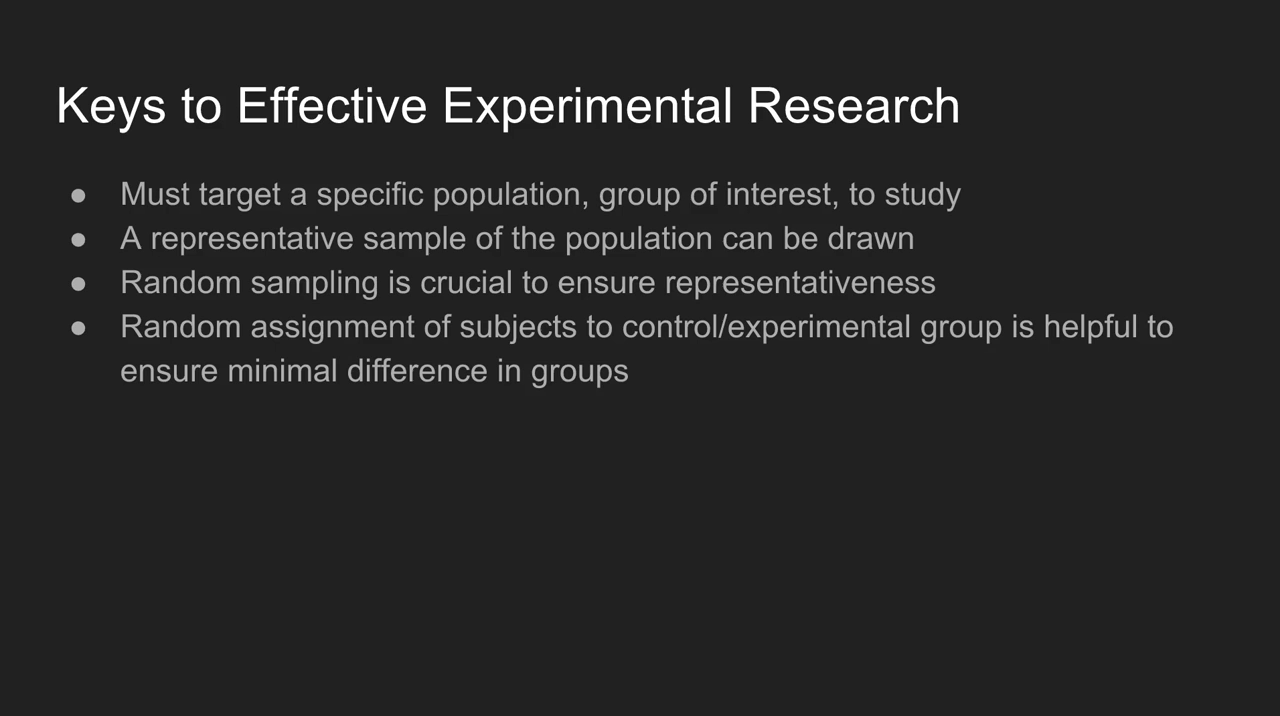 Keys to Effective Experimental Research
● Must target a specific population, group of interest, to study
● A representative sample of the population can be drawn
● Random sampling is crucial to ensure representativeness
● Random assignment of subjects to control/experimental group is helpful to
ensure minimal difference in groups